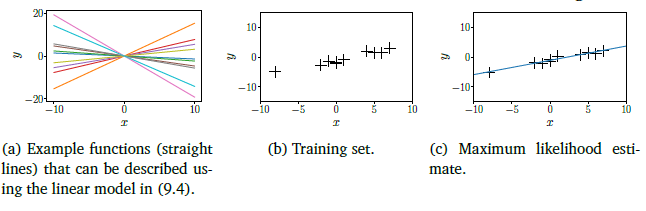 20
0
−20
−10
0
10
x
y
10
0
−10
−10
−5
0
5
10
x
y
10
0
−10
−10
−5
0
5
10
x
y
(a) Example functions (straight
lines) that can be described us-
ing the linear model in (9.4).
(b) Training set.
(c) Maximum likelihood esti-
mate.